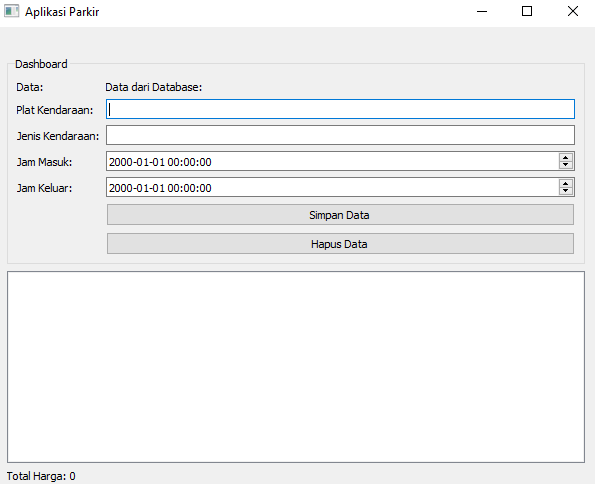 Aplikasi Parkir
Dashboard
Data: Data dari Database:
Plat Kendaraan:
Jenis Kendaraan:
Jam Masuk: 2000-01-01 00:00:00
Jam Keluar: 2000-01-01 00:00:00
Simpan Data
Hapus Data
Total Harga: 0